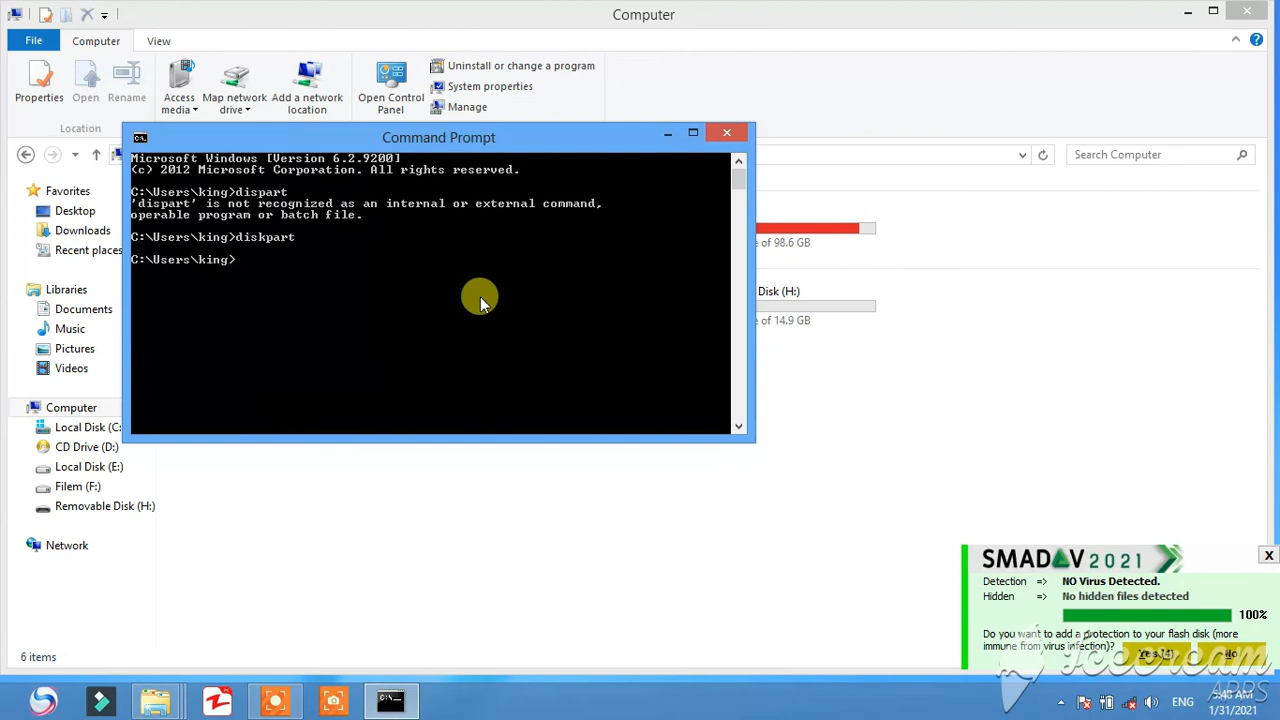 Computer
File
Computer
View
Properties
Open
Rename
Access media
Map network drive
Add a network location
Open Control Panel
Uninstall or change a program
System properties
Manage
Location
Search Computer
Command Prompt
Microsoft Windows [Version 6.2.9200]
(c) 2012 Microsoft Corporation. All rights reserved.
C:\Users\king>dispart
'dispart' is not recognized as an internal or external command,
operable program or batch file.
C:\Users\king>diskpart
C:\Users\king>
Favorites
Desktop
Downloads
Recent places
Libraries
Documents
Music
Pictures
Videos
Computer
Local Disk (C:
CD Drive (D:)
Local Disk (E:)
Filem (F:)
Removable Disk (H:)
Network
e of 98.6 GB
Disk (H:)
e of 14.9 GB
SMADAV 2021
Detection => NO Virus Detected.
Hidden => No hidden files detected
100%
Do you want to add a protection to your flash disk (more
immune from virus infection)?
No
6 items
APPS
ENG
1/31/2021